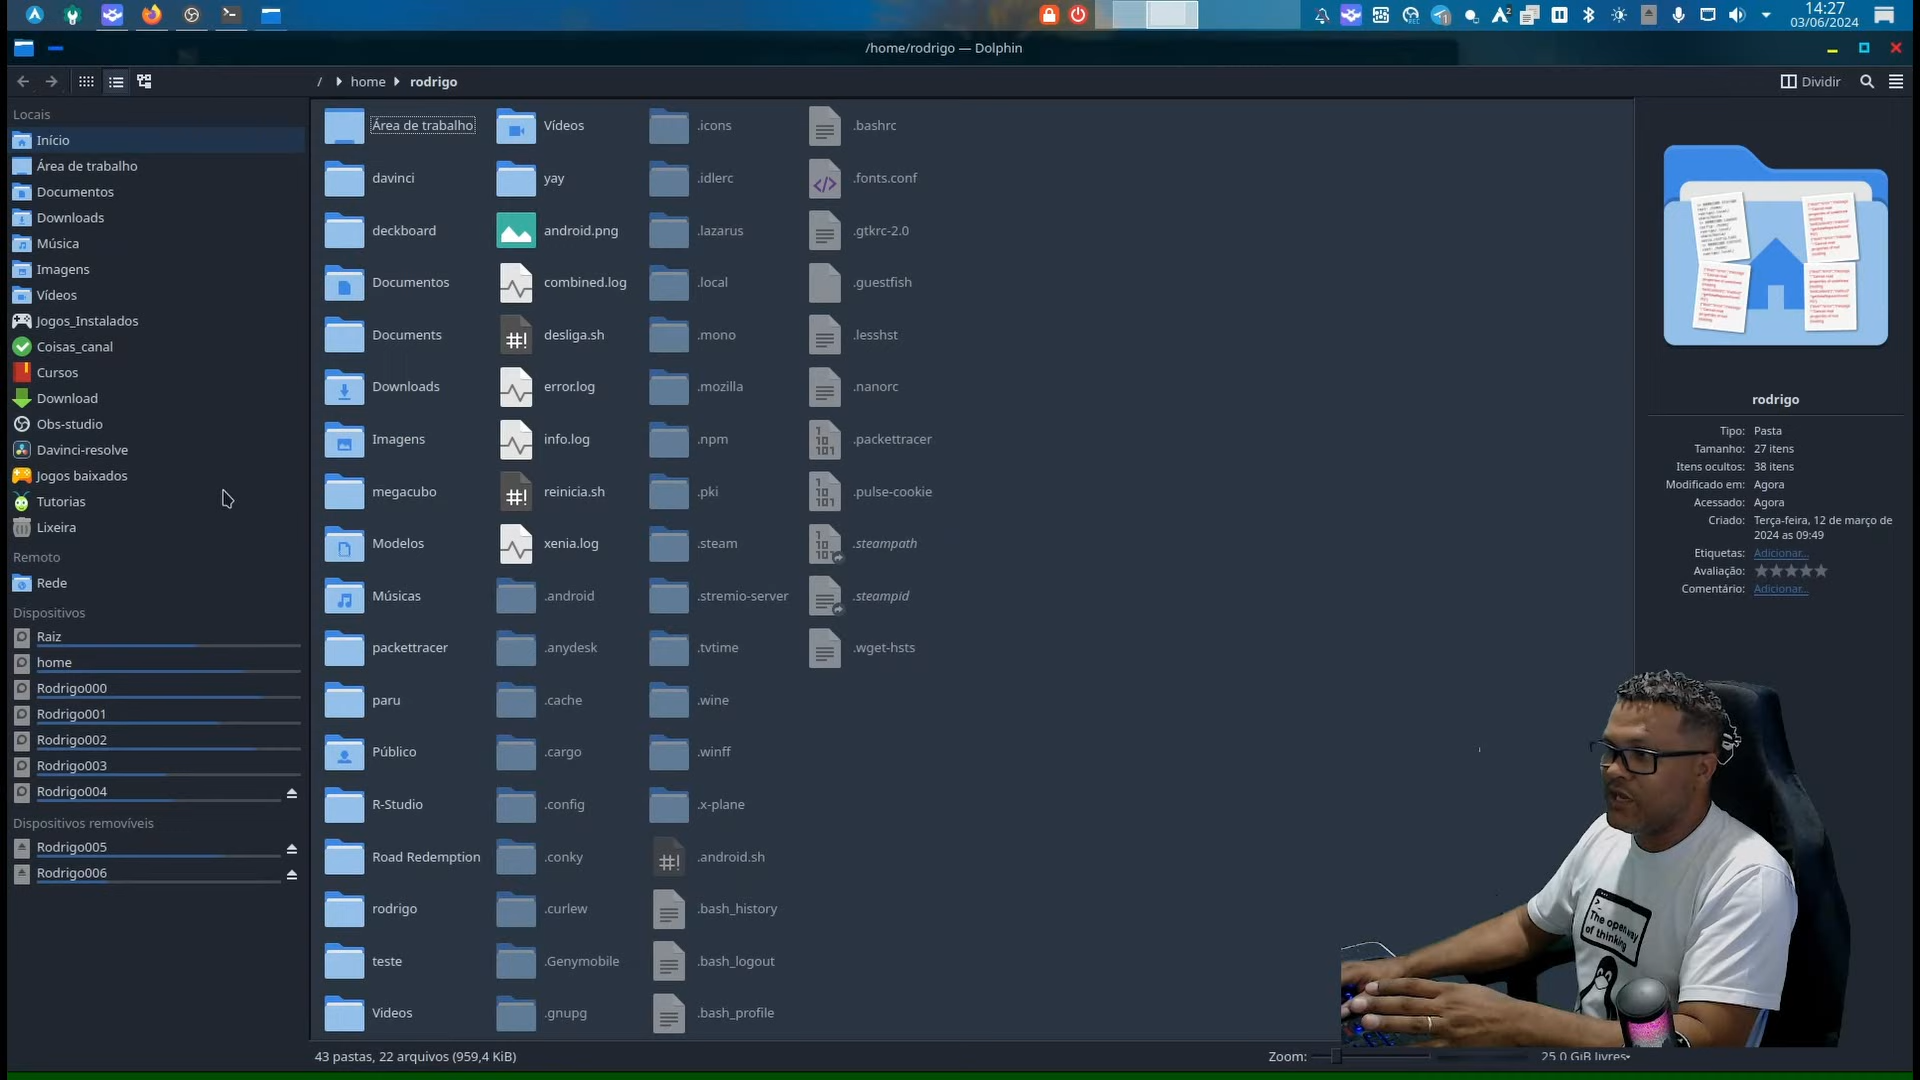 14:27
03/06/2024
/home/rodrigo — Dolphin
/ home rodrigo
Dividir
Locais
Início
Área de trabalho
Documentos
Downloads
Música
Imagens
Vídeos
Jogos_Instalados
Coisas_canal
Cursos
Download
Obs-studio
Davinci-resolve
Jogos baixados
Tutorias
Lixeira
Remoto
Rede
Dispositivos
Raiz
home
Rodrigo000
Rodrigo001
Rodrigo002
Rodrigo003
Rodrigo004
Dispositivos removíveis
Rodrigo005
Rodrigo006
Área de trabalho
davinci
deckboard
Documentos
Documents
Downloads
Imagens
megacubo
Modelos
Músicas
packettracer
paru
Público
R-Studio
Road Redemption
rodrigo
teste
Videos
Vídeos
yay
android.png
combined.log
desliga.sh
error.log
info.log
reinicia.sh
xenia.log
.android
.anydesk
.cache
.cargo
.config
.conky
.curlew
.Genymobile
.gnupg
.icons
.idlerc
.lazarus
.local
.mono
.mozilla
.npm
.pki
.steam
.stremio-server
.tvtime
.wine
.winff
.x-plane
.android.sh
.bash_history
.bash_logout
.bash_profile
.bashrc
.fonts.conf
.gtkrc-2.0
.guestfish
.lesshst
.nanorc
.packettracer
.pulse-cookie
.steampath
.steampid
.wget-hsts
rodrigo
Tipo: Pasta
Tamanho: 27 itens
Itens ocultos: 38 itens
Modificado em: Agora
Acessado: Agora
Criado: Terça-feira, 12 de março de
2024 as 09:49
Etiquetas: Adicionar...
Avaliação:
Comentário: Adicionar...
The open way
of thinking
43 pastas, 22 arquivos (959,4 KiB)
Zoom:
25,0 GiB livres